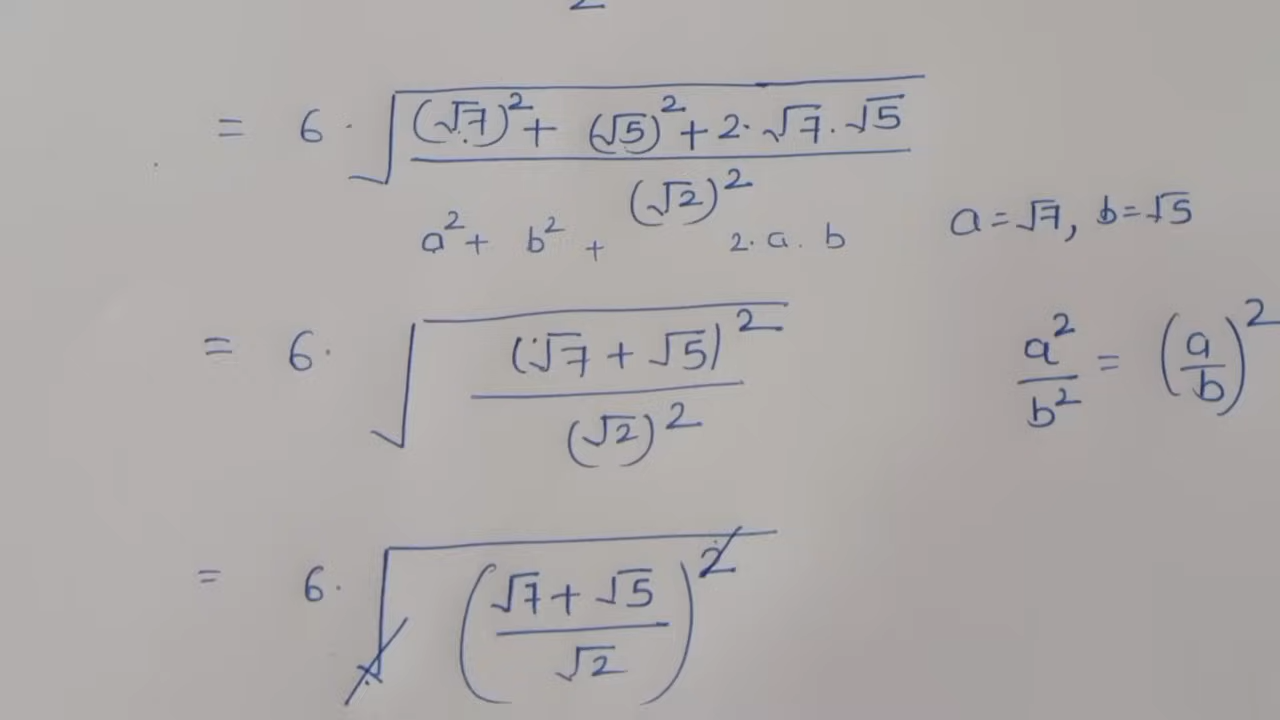 2
= 6 · √(((√7)² + (√5)² + 2 · √7 · √5) / (√2)²)
a² + b² + 2 · a · b
a = √7, b = √5
= 6 · √((√7 + √5)² / (√2)²)
a² / b² = (a / b)²
= 6 · √((√7 + √5) / √2)²